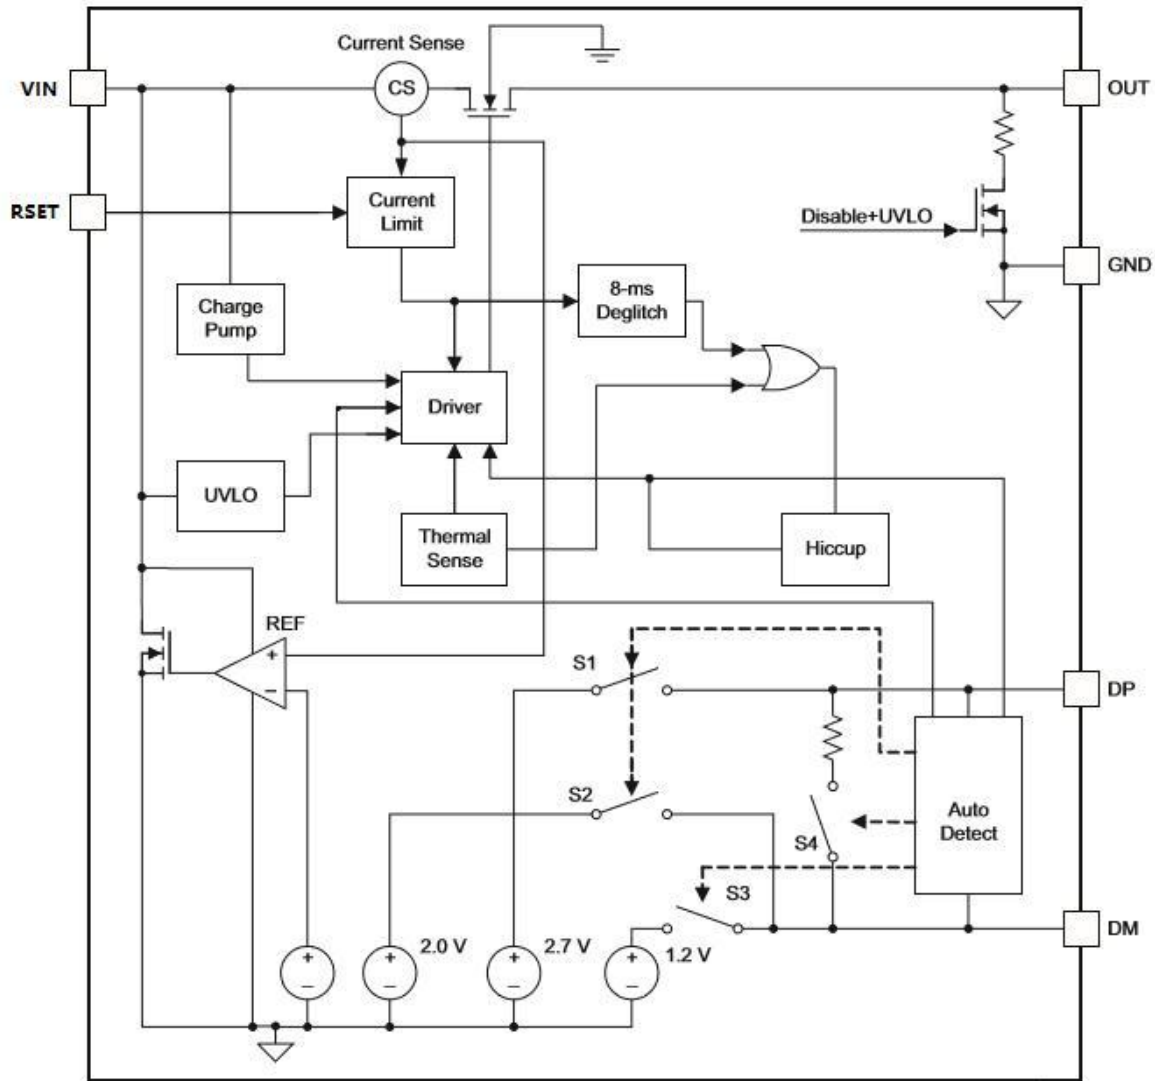 Current Sense
VIN
CS
OUT
RSET
Current
Limit
Disable+UVLO
GND
Charge
Pump
8-ms
Deglitch
Driver
UVLO
Thermal
Sense
Hiccup
REF
+
−
S1
DP
S2
Auto
Detect
S4
S3
DM
+
−
+
−
2.0 V
+
−
2.7 V
+
−
1.2 V